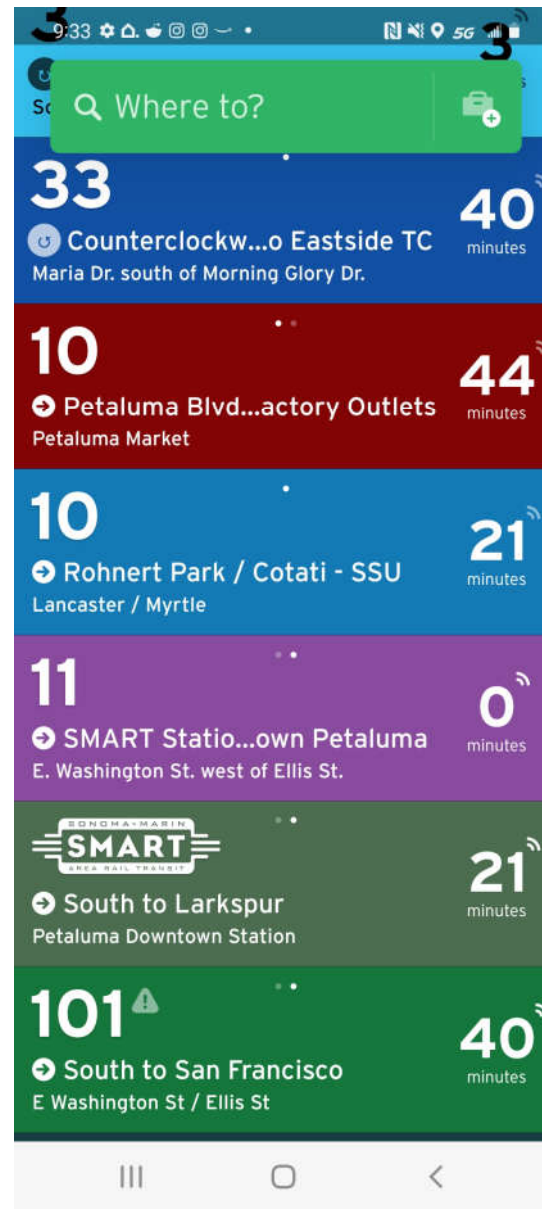 9:33
5G
3
3
Sc
s
Where to?
33
Counterclockw...o Eastside TC
Maria Dr. south of Morning Glory Dr.
40
minutes
10
Petaluma Blvd...actory Outlets
Petaluma Market
44
minutes
10
Rohnert Park / Cotati - SSU
Lancaster / Myrtle
21
minutes
11
SMART Statio...own Petaluma
E. Washington St. west of Ellis St.
0
minutes
SONOMA-MARIN
SMART
AREA RAIL TRANSIT
South to Larkspur
Petaluma Downtown Station
21
minutes
101
South to San Francisco
E Washington St / Ellis St
40
minutes